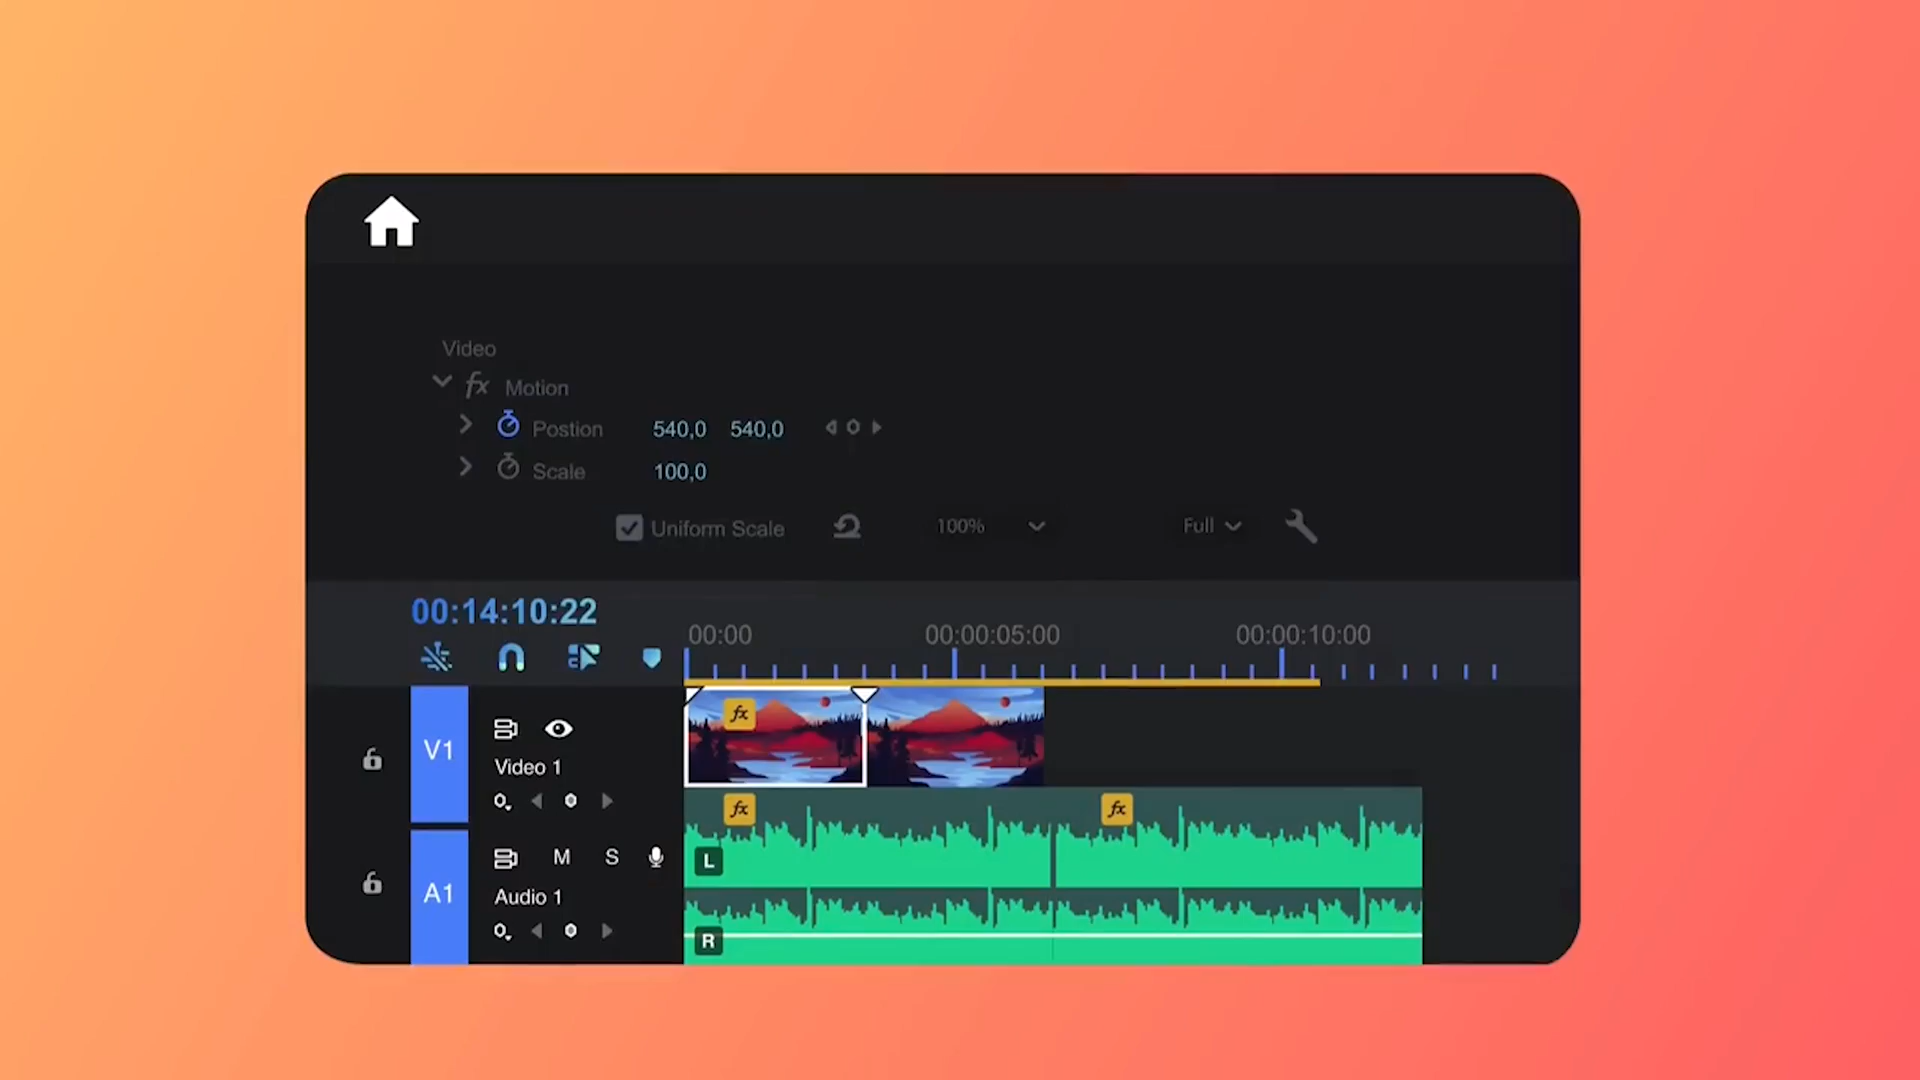 Video
fx Motion
Postion 540,0 540,0
Scale 100,0
Uniform Scale 100% Full
00:14:10:22
00:00 00:00:05:00 00:00:10:00
fx
V1
Video 1
fx fx
L
M S
A1
Audio 1
R